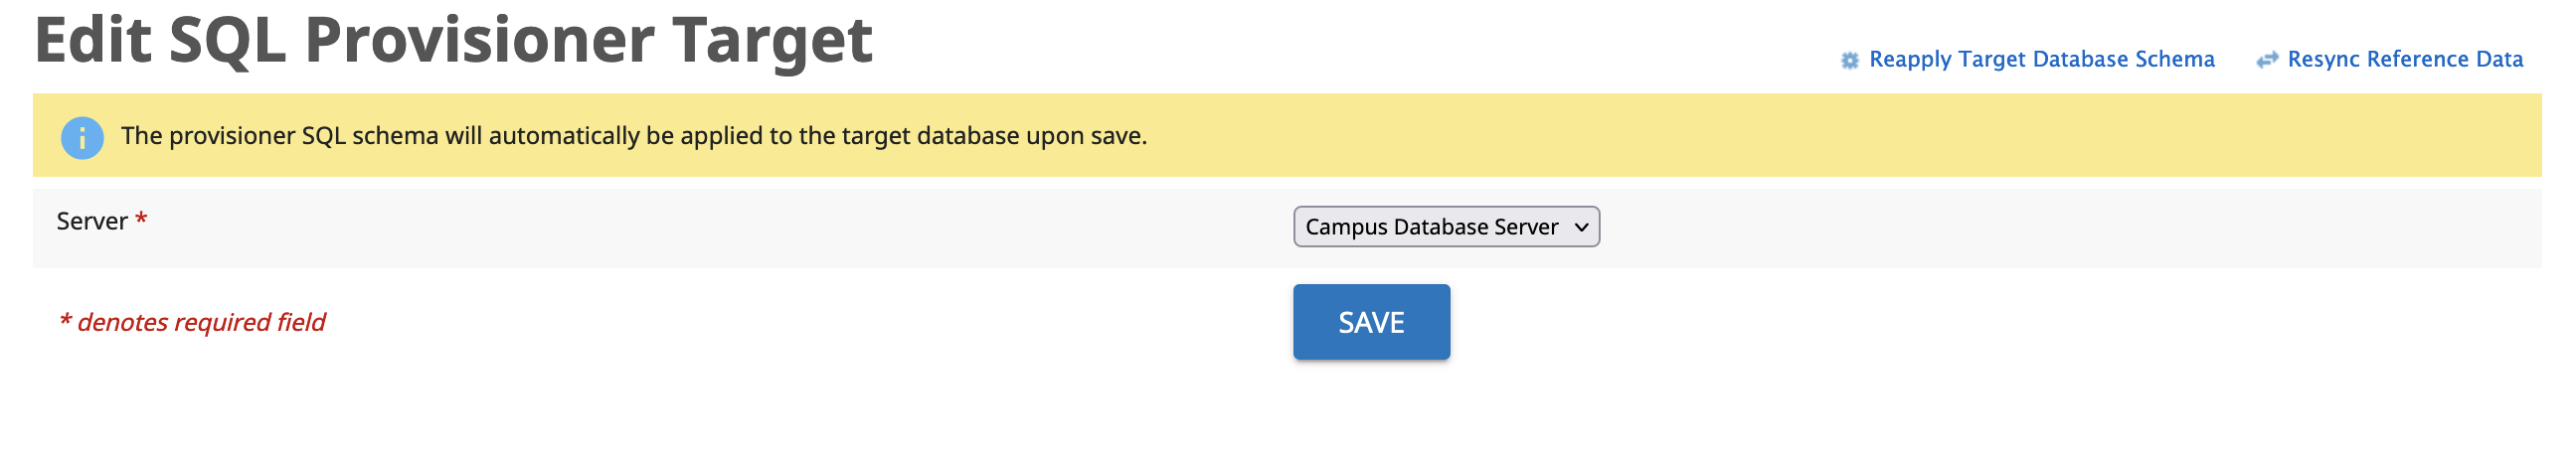 Edit SQL Provisioner Target
Reapply Target Database Schema
Resync Reference Data
The provisioner SQL schema will automatically be applied to the target database upon save.
Server *
Campus Database Server
* denotes required field
SAVE